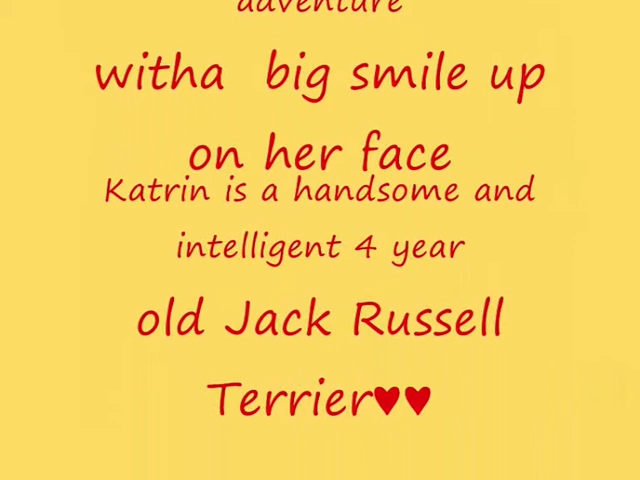 adventure
witha  big smile up
on her face
Katrin is a handsome and
intelligent 4 year
old Jack Russell
Terrier♥♥